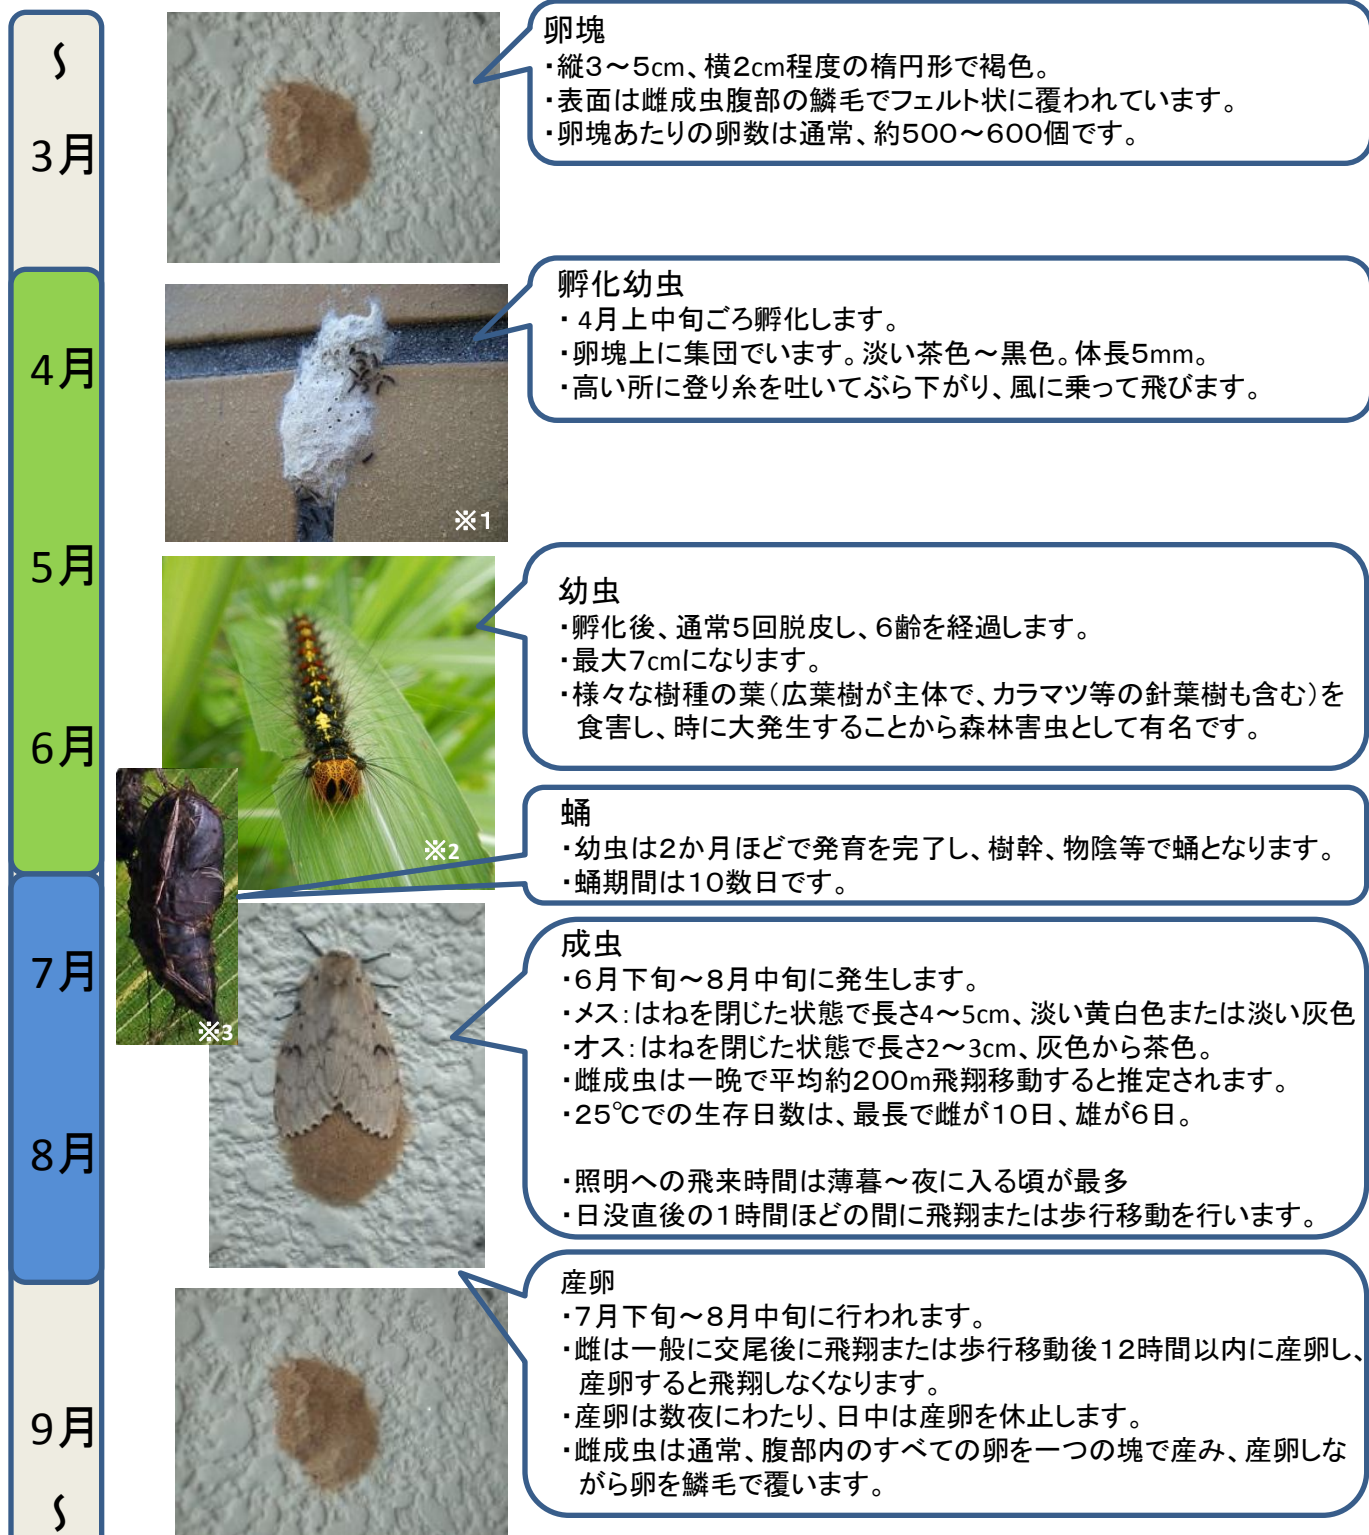 ～
3月
卵塊
・縦3～5cm、横2cm程度の楕円形で褐色。
・表面は雌成虫腹部の鱗毛でフェルト状に覆われています。
・卵塊あたりの卵数は通常、約500～600個です。
4月
孵化幼虫
・ 4月上中旬ごろ孵化します。
・卵塊上に集団でいます。淡い茶色～黒色。体長5mm。
・高い所に登り糸を吐いてぶら下がり、風に乗って飛びます。
※1
5月
6月
幼虫
・孵化後、通常5回脱皮し、6齢を経過します。
・最大7cmになります。
・様々な樹種の葉（広葉樹が主体で、カラマツ等の針葉樹も含む）を
食害し、時に大発生することから森林害虫として有名です。
※2
蛹
・幼虫は2か月ほどで発育を完了し、樹幹、物陰等で蛹となります。
・蛹期間は10数日です。
※3
7月
8月
成虫
・6月下旬～8月中旬に発生します。
・メス：はねを閉じた状態で長さ4～5cm、淡い黄白色または淡い灰色
・オス：はねを閉じた状態で長さ2～3cm、灰色から茶色。
・雌成虫は一晩で平均約200m飛翔移動すると推定されます。
・25℃での生存日数は、最長で雌が10日、雄が6日。
・照明への飛来時間は薄暮～夜に入る頃が最多
・日没直後の1時間ほどの間に飛翔または歩行移動を行います。
9月
～
産卵
・7月下旬～8月中旬に行われます。
・雌は一般に交尾後に飛翔または歩行移動後12時間以内に産卵し、
産卵すると飛翔しなくなります。
・産卵は数夜にわたり、日中は産卵を休止します。
・雌成虫は通常、腹部内のすべての卵を一つの塊で産み、産卵しな
がら卵を鱗毛で覆います。